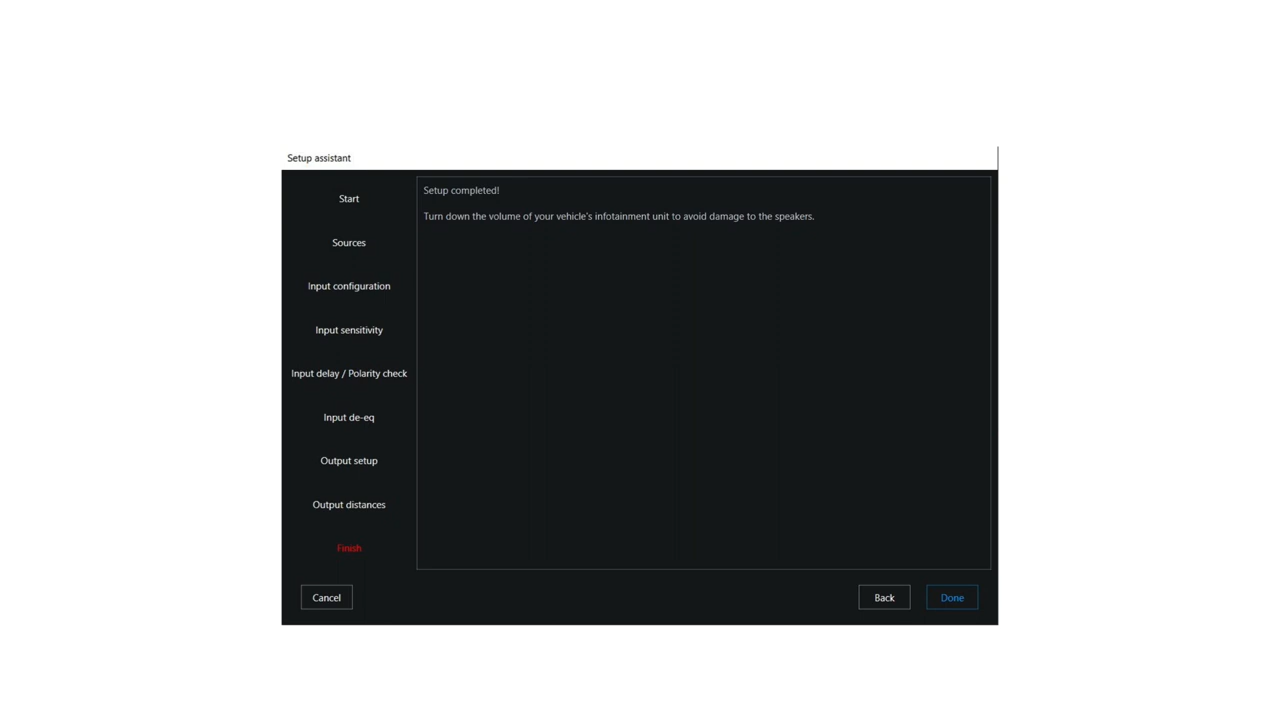 Setup assistant
Start
Sources
Input configuration
Input sensitivity
Input delay / Polarity check
Input de-eq
Output setup
Output distances
Finish
Setup completed!
Turn down the volume of your vehicle's infotainment unit to avoid damage to the speakers.
Cancel
Back
Done